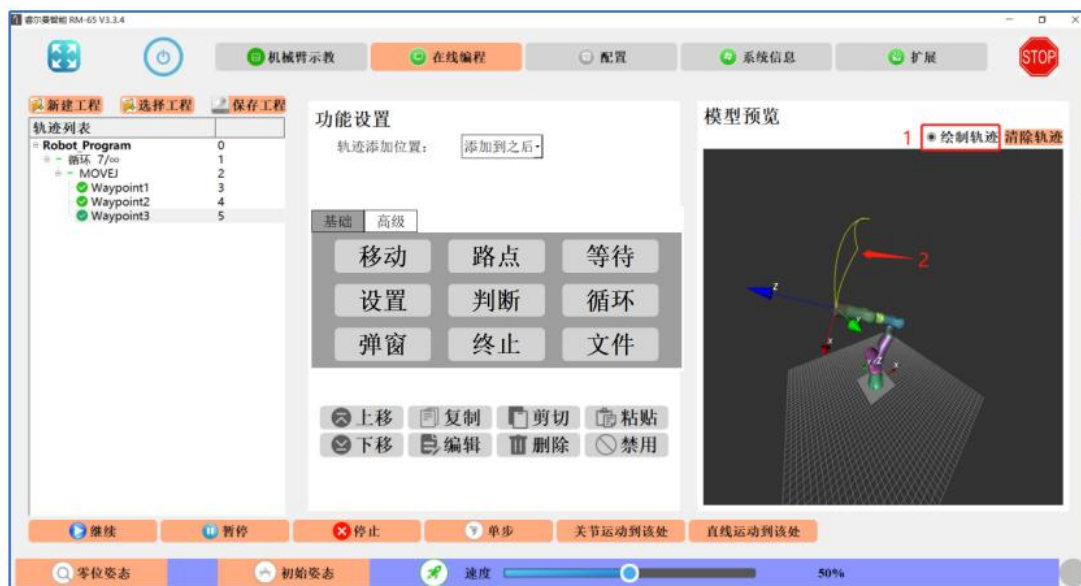 睿尔曼智能 RM-65 V3.3.4
机械臂示教 在线编程 配置 系统信息 扩展 STOP
新建工程 选择工程 保存工程
轨迹列表
Robot_Program 0
循环 7/∞ 1
MOVEJ 2
Waypoint1 3
Waypoint2 4
Waypoint3 5
功能设置
轨迹添加位置： 添加到之后
基础 高级
移动 路点 等待
设置 判断 循环
弹窗 终止 文件
上移 复制 剪切 粘贴
下移 编辑 删除 禁用
模型预览
1 绘制轨迹 清除轨迹
2
Z
Y
X
Z
X
继续 暂停 停止 单步 关节运动到该处 直线运动到该处
零位姿态 初始姿态 速度 50%